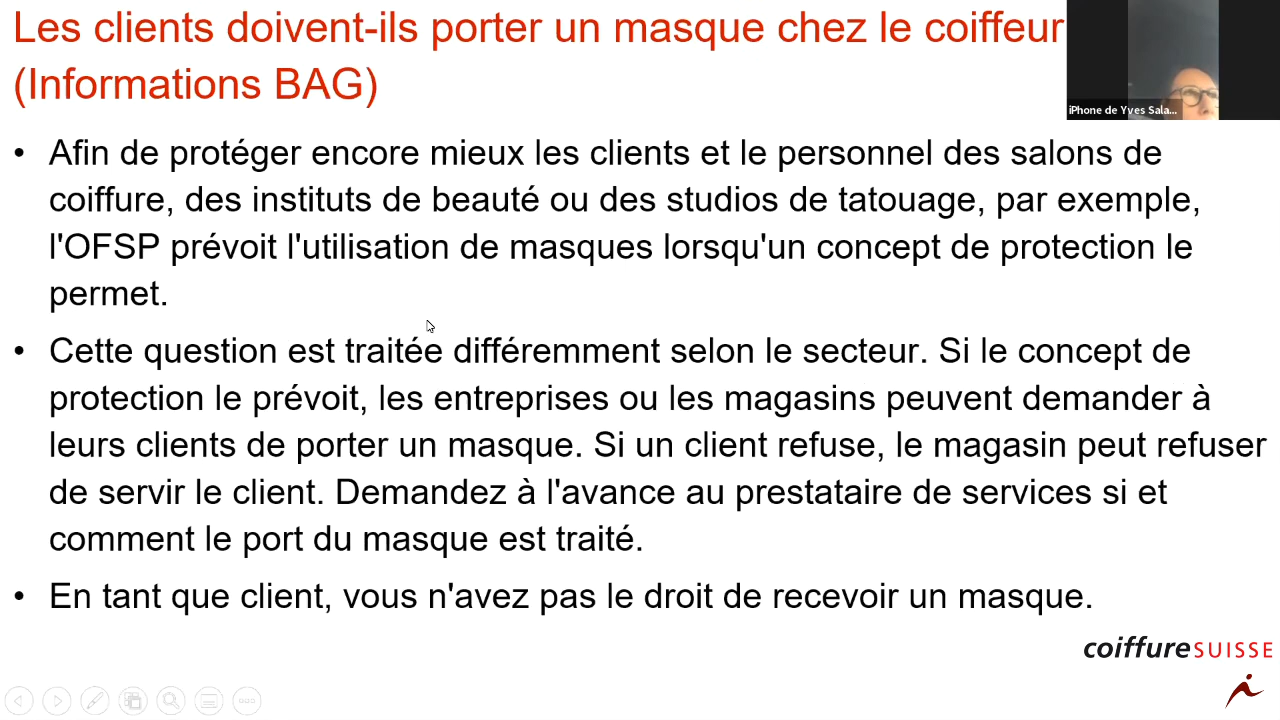 Les clients doivent-ils porter un masque chez le coiffeur
(Informations BAG)
iPhone de Yves Sala...
• Afin de protéger encore mieux les clients et le personnel des salons de
coiffure, des instituts de beauté ou des studios de tatouage, par exemple,
l'OFSP prévoit l'utilisation de masques lorsqu'un concept de protection le
permet.
• Cette question est traitée différemment selon le secteur. Si le concept de
protection le prévoit, les entreprises ou les magasins peuvent demander à
leurs clients de porter un masque. Si un client refuse, le magasin peut refuser
de servir le client. Demandez à l'avance au prestataire de services si et
comment le port du masque est traité.
• En tant que client, vous n'avez pas le droit de recevoir un masque.
coiffureSUISSE